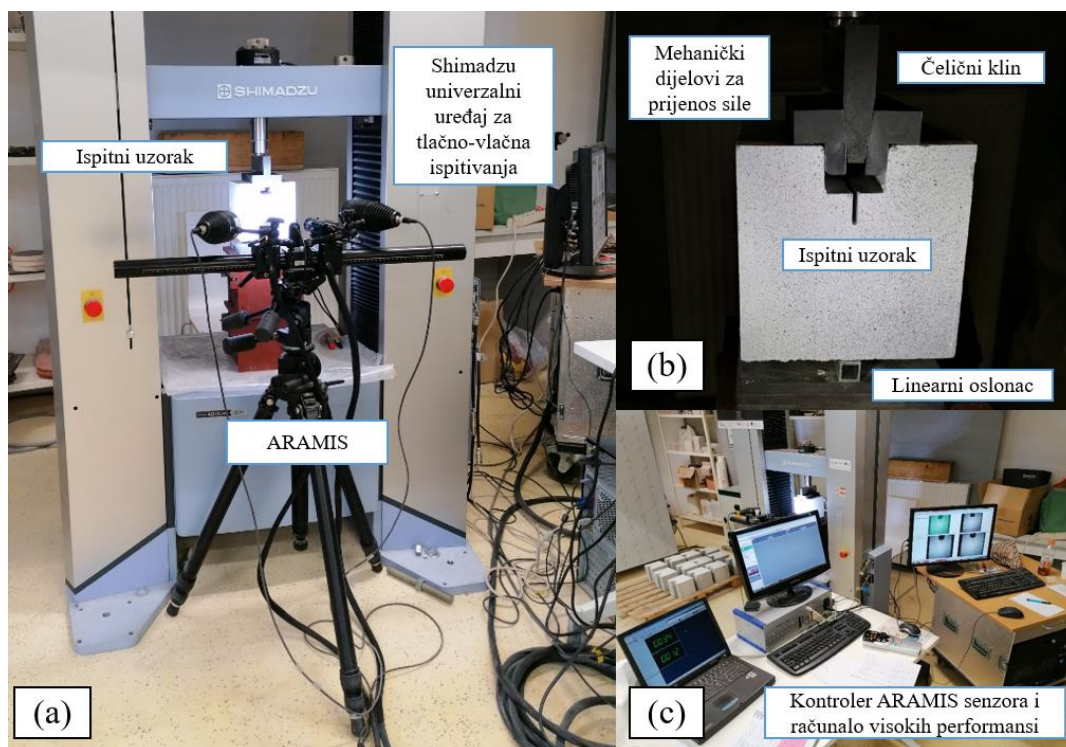 Shimadzu
univerzalni
uređaj za
tlačno-vlačna
ispitivanja
SHIMADZU
Ispitni uzorak
ARAMIS
(a)
Mehanički
dijelovi za
prijenos sile
Čelični klin
Ispitni uzorak
Linearni oslonac
(b)
Kontroler ARAMIS senzora i
računalo visokih performansi
(c)